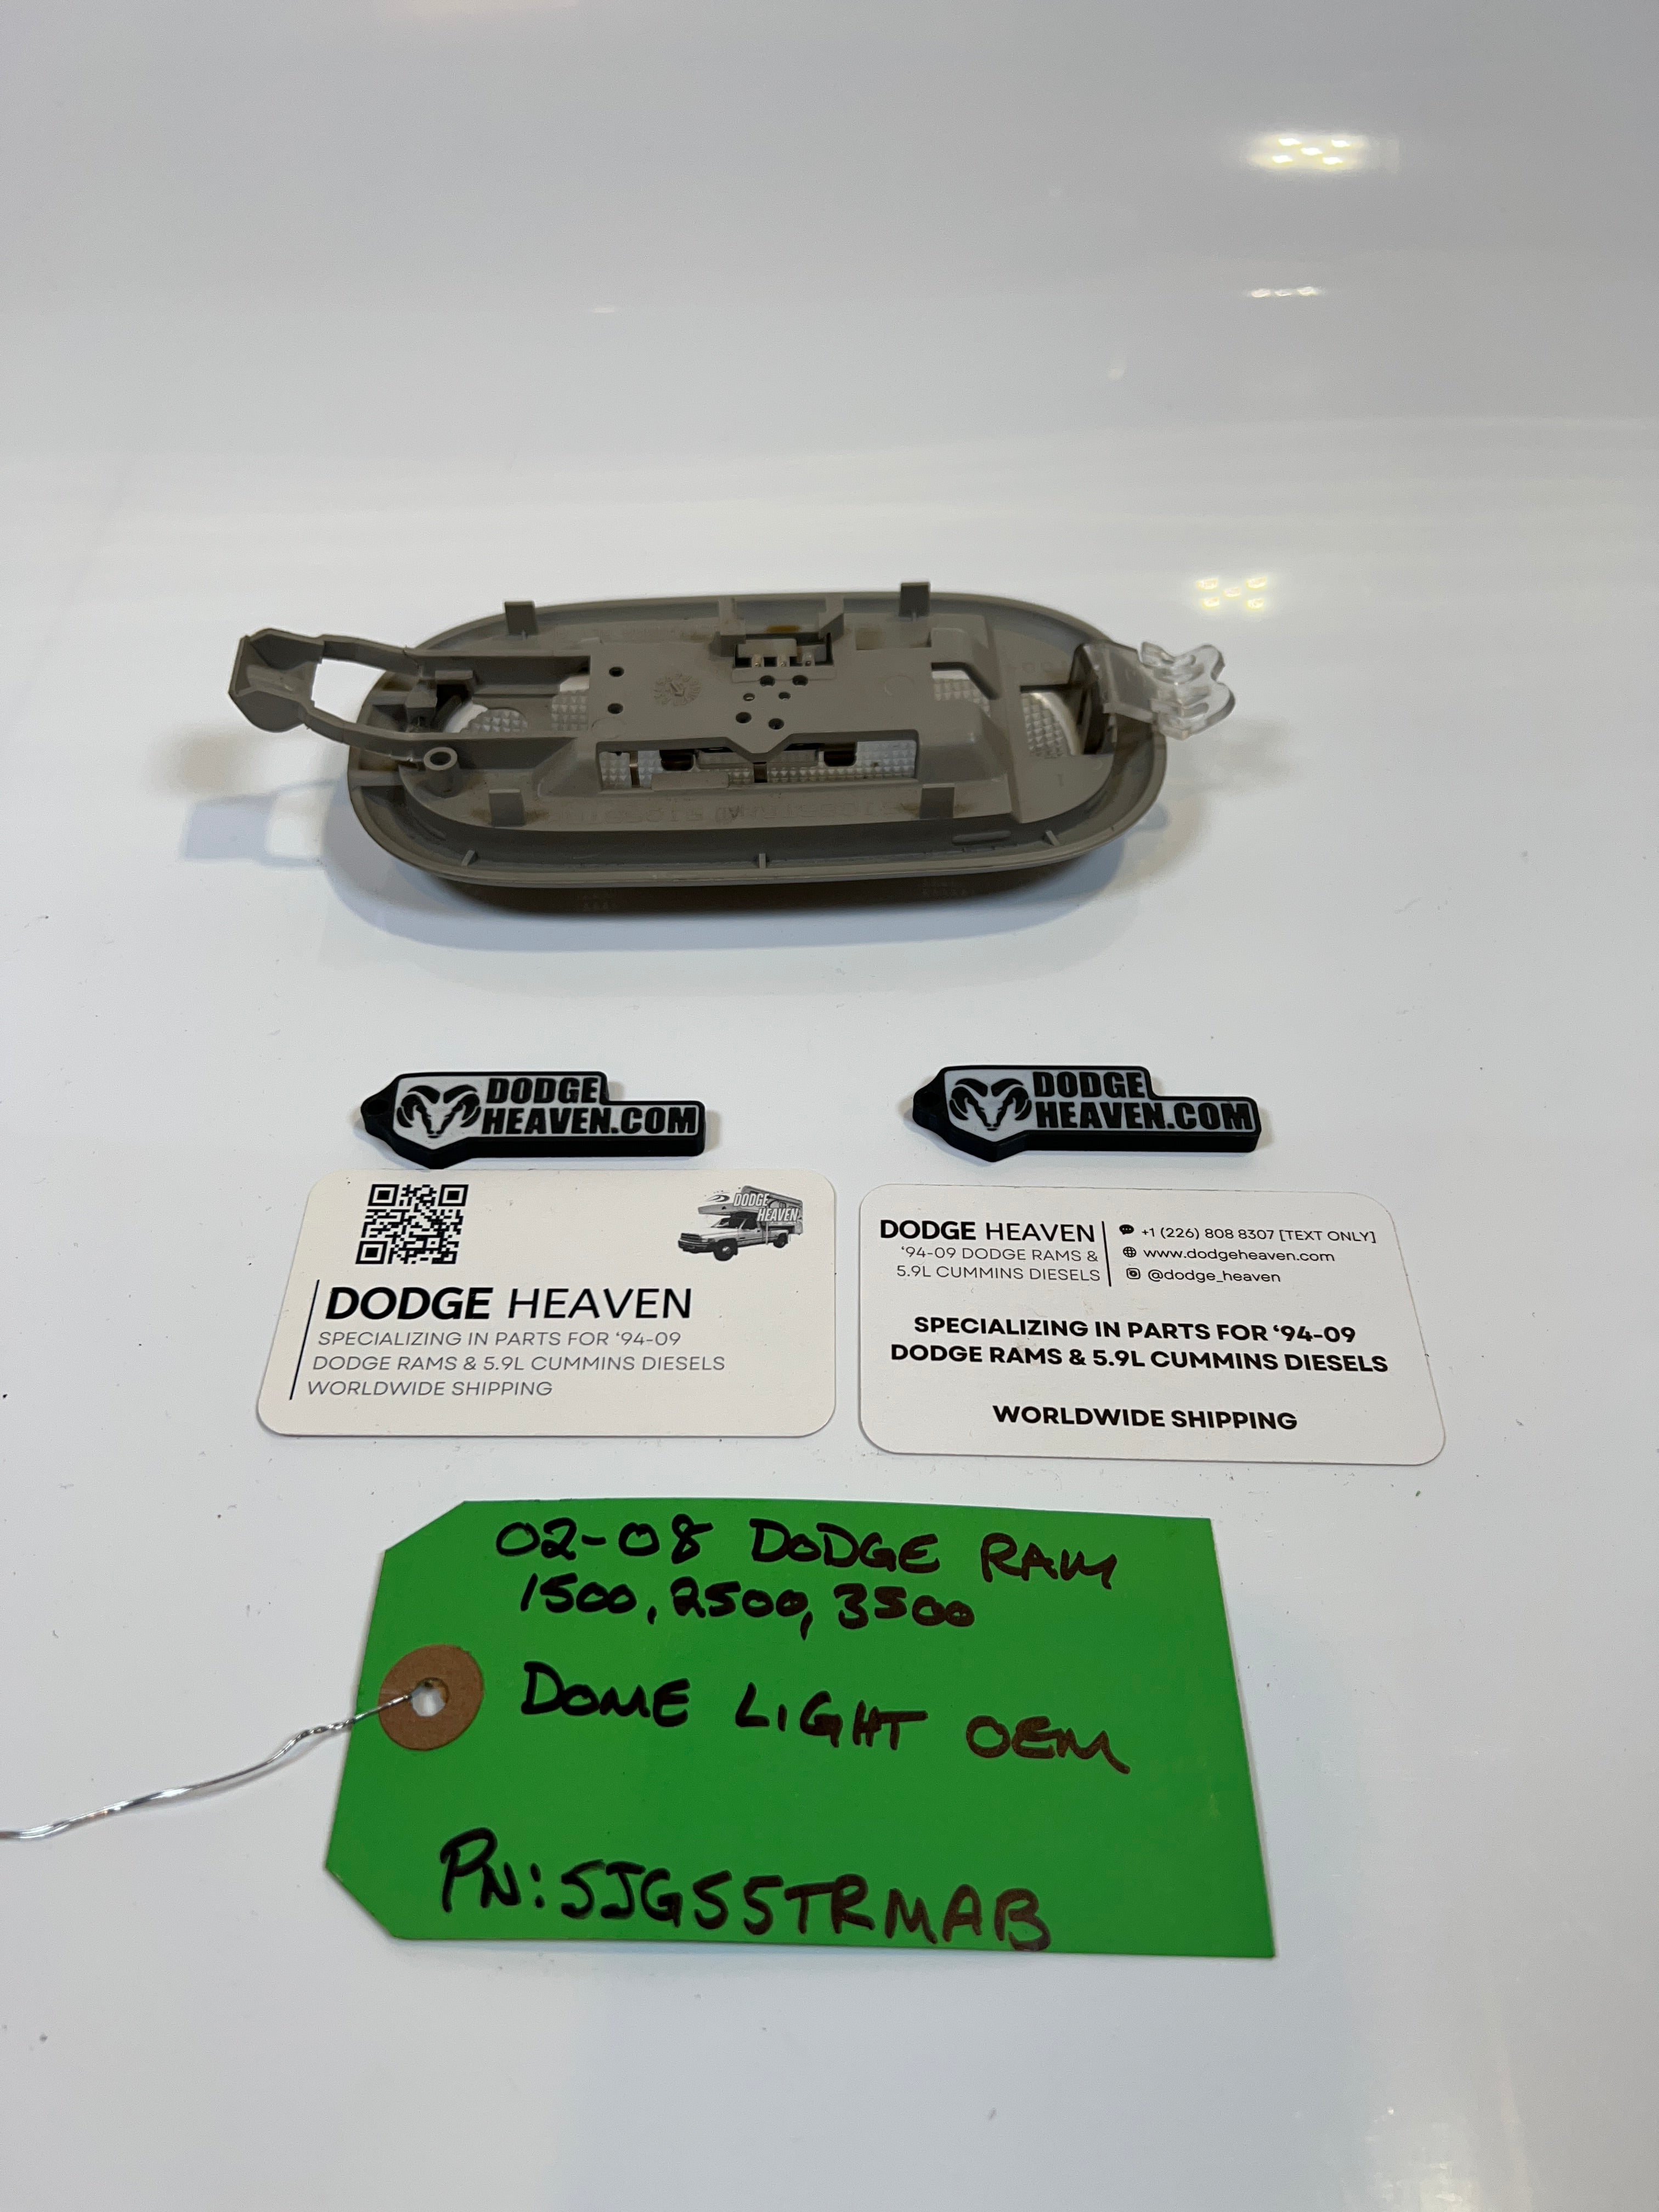 DODGE
HEAVEN.COM
DODGE
HEAVEN.COM
DODGE
HEAVEN
DODGE HEAVEN
SPECIALIZING IN PARTS FOR ‘94-09
DODGE RAMS & 5.9L CUMMINS DIESELS
WORLDWIDE SHIPPING
DODGE HEAVEN
‘94-09 DODGE RAMS &
5.9L CUMMINS DIESELS
+1 (226) 808 8307 [TEXT ONLY]
www.dodgeheaven.com
@dodge_heaven
SPECIALIZING IN PARTS FOR ‘94-09
DODGE RAMS & 5.9L CUMMINS DIESELS
WORLDWIDE SHIPPING
02-08 DODGE RAM
1500, 2500, 3500
DOME LIGHT OEM
PN: 5JG55TRMAB